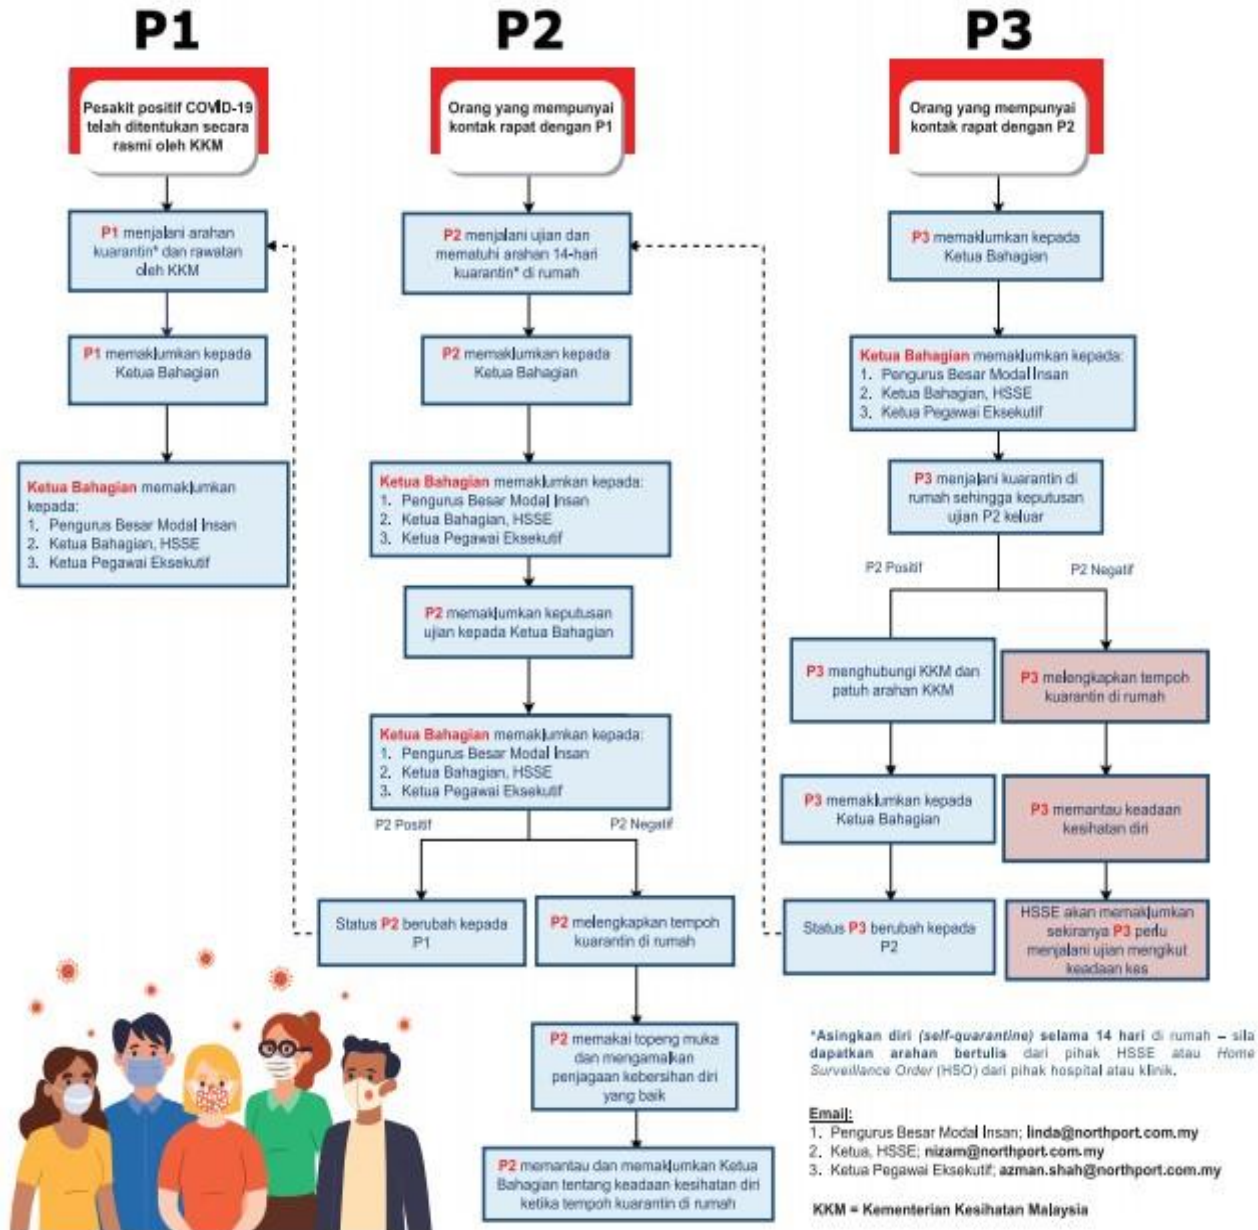 P1
Pesakit positif COVID-19
telah ditentukan secara
rasmi oleh KKM
P1 menjalani arahan
kuarantin* dan rawatan
oleh KKM
P1 memaklumkan kepada
Ketua Bahagian
Ketua Bahagian memaklumkan
kepada:
1. Pengurus Besar Modal Insan
2. Ketua Bahagian, HSSE
3. Ketua Pegawai Eksekutif
P2
Orang yang mempunyai
kontak rapat dengan P1
P2 menjalani ujian dan
mematuhi arahan 14-hari
kuarantin* di rumah
P2 memaklumkan kepada
Ketua Bahagian
Ketua Bahagian memaklumkan kepada:
1. Pengurus Besar Modal Insan
2. Ketua Bahagian, HSSE
3. Ketua Pegawai Eksekutif
P2 memaklumkan keputusan
ujian kepada Ketua Bahagian
Ketua Bahagian memaklumkan kepada:
1. Pengurus Besar Modal Insan
2. Ketua Bahagian, HSSE
3. Ketua Pegawai Eksekutif
P2 Positif
P2 Negatif
Status P2 berubah kepada
P1
P2 melengkapkan tempoh
kuarantin di rumah
P2 memakai topeng muka
dan mengamalkan
penjagaan kebersihan diri
yang baik
P2 memantau dan memaklumkan Ketua
Bahagian tentang keadaan kesihatan diri
ketika tempoh kuarantin di rumah
P3
Orang yang mempunyai
kontak rapat dengan P2
P3 memaklumkan kepada
Ketua Bahagian
Ketua Bahagian memaklumkan kepada:
1. Pengurus Besar Modal Insan
2. Ketua Bahagian, HSSE
3. Ketua Pegawai Eksekutif
P3 menjalani kuarantin di
rumah sehingga keputusan
ujian P2 keluar
P2 Positif
P2 Negatif
P3 menghubungi KKM dan
patuh arahan KKM
P3 memaklumkan kepada
Ketua Bahagian
Status P3 berubah kepada
P2
P3 melengkapkan tempoh
kuarantin di rumah
P3 memantau keadaan
kesihatan diri
HSSE akan memaklumkan
sekiranya P3 perlu
menjalani ujian mengikut
keadaan kes
*Asingkan diri (self-quarantine) selama 14 hari di rumah – sila
dapatkan arahan bertulis dari pihak HSSE atau Home
Surveillance Order (HSO) dari pihak hospital atau klinik.
Email:
1. Pengurus Besar Modal Insan; linda@northport.com.my
2. Ketua, HSSE; nizam@northport.com.my
3. Ketua Pegawai Eksekutif; azman.shah@northport.com.my
KKM = Kementerian Kesihatan Malaysia